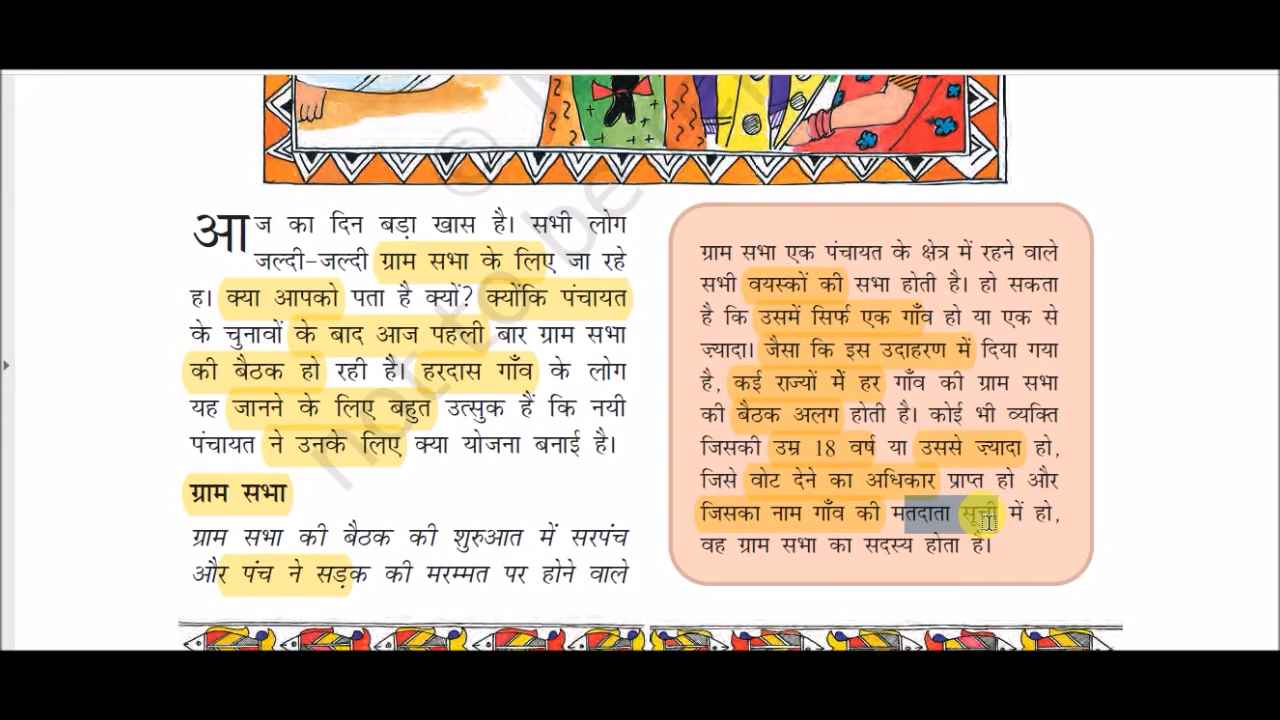 आज का दिन बड़ा खास है। सभी लोग
जल्दी-जल्दी ग्राम सभा के लिए जा रहे
ह। क्या आपको पता है क्यों? क्योंकि पंचायत
के चुनावों के बाद आज पहली बार ग्राम सभा
की बैठक हो रही है। हरदास गाँव के लोग
यह जानने के लिए बहुत उत्सुक हैं कि नयी
पंचायत ने उनके लिए क्या योजना बनाई है।
ग्राम सभा
ग्राम सभा की बैठक की शुरुआत में सरपंच
और पंच ने सड़क की मरम्मत पर होने वाले
ग्राम सभा एक पंचायत के क्षेत्र में रहने वाले
सभी वयस्कों की सभा होती है। हो सकता
है कि उसमें सिर्फ एक गाँव हो या एक से
ज़्यादा। जैसा कि इस उदाहरण में दिया गया
है, कई राज्यों में हर गाँव की ग्राम सभा
की बैठक अलग होती है। कोई भी व्यक्ति
जिसकी उम्र 18 वर्ष या उससे ज़्यादा हो,
जिसे वोट देने का अधिकार प्राप्त हो और
जिसका नाम गाँव की मतदाता सूची में हो,
वह ग्राम सभा का सदस्य होता है।
not to be